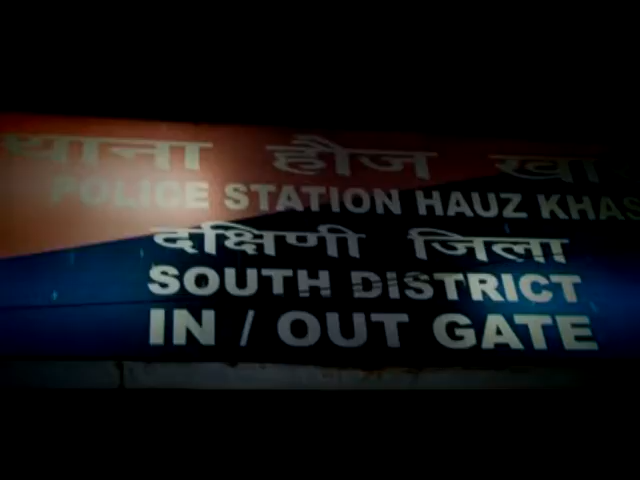 थाना हौज खा
POLICE STATION HAUZ KHAS
दक्षिणी जिला
SOUTH DISTRICT
IN / OUT GATE